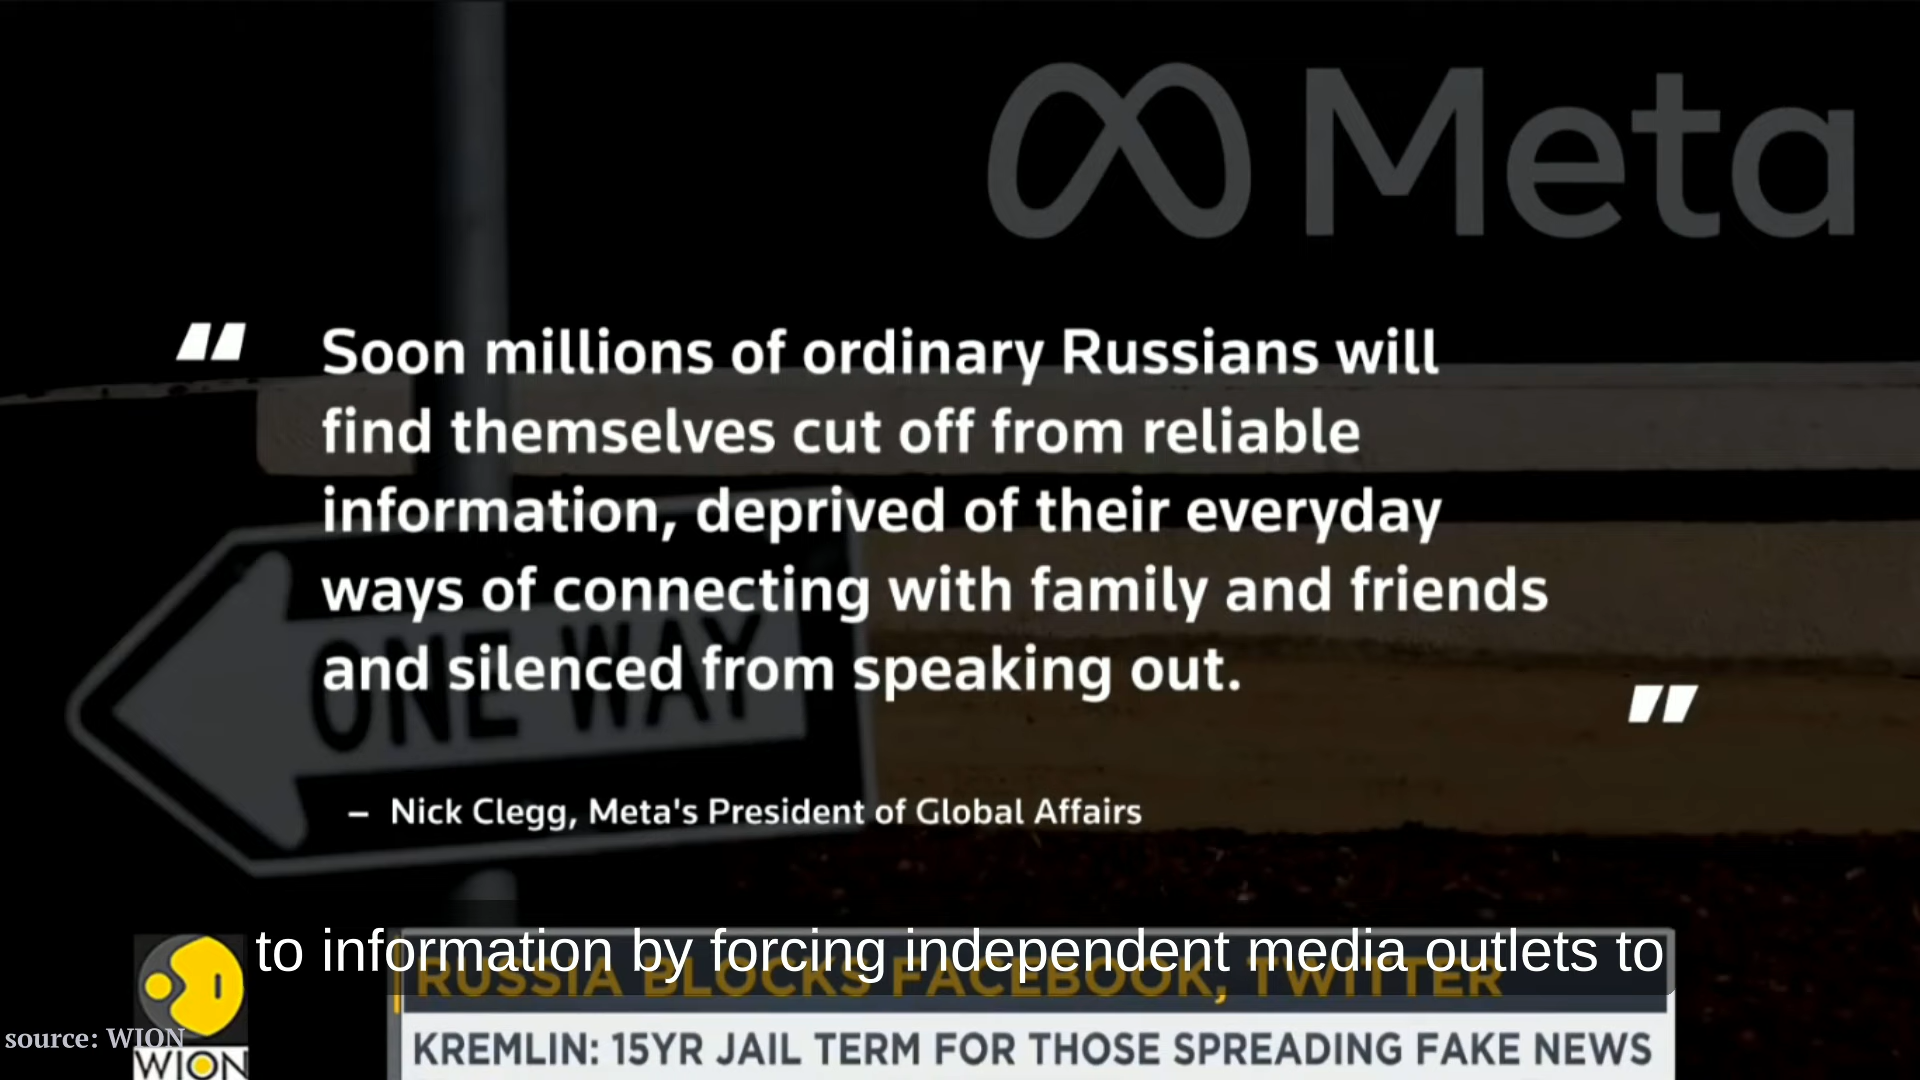 Meta
“ Soon millions of ordinary Russians will
find themselves cut off from reliable
information, deprived of their everyday
ways of connecting with family and friends
and silenced from speaking out. ”
ONE WAY
– Nick Clegg, Meta's President of Global Affairs
to information by forcing independent media outlets to
RUSSIA BLOCKS FACEBOOK, TWITTER
source: WION
WION
KREMLIN: 15YR JAIL TERM FOR THOSE SPREADING FAKE NEWS